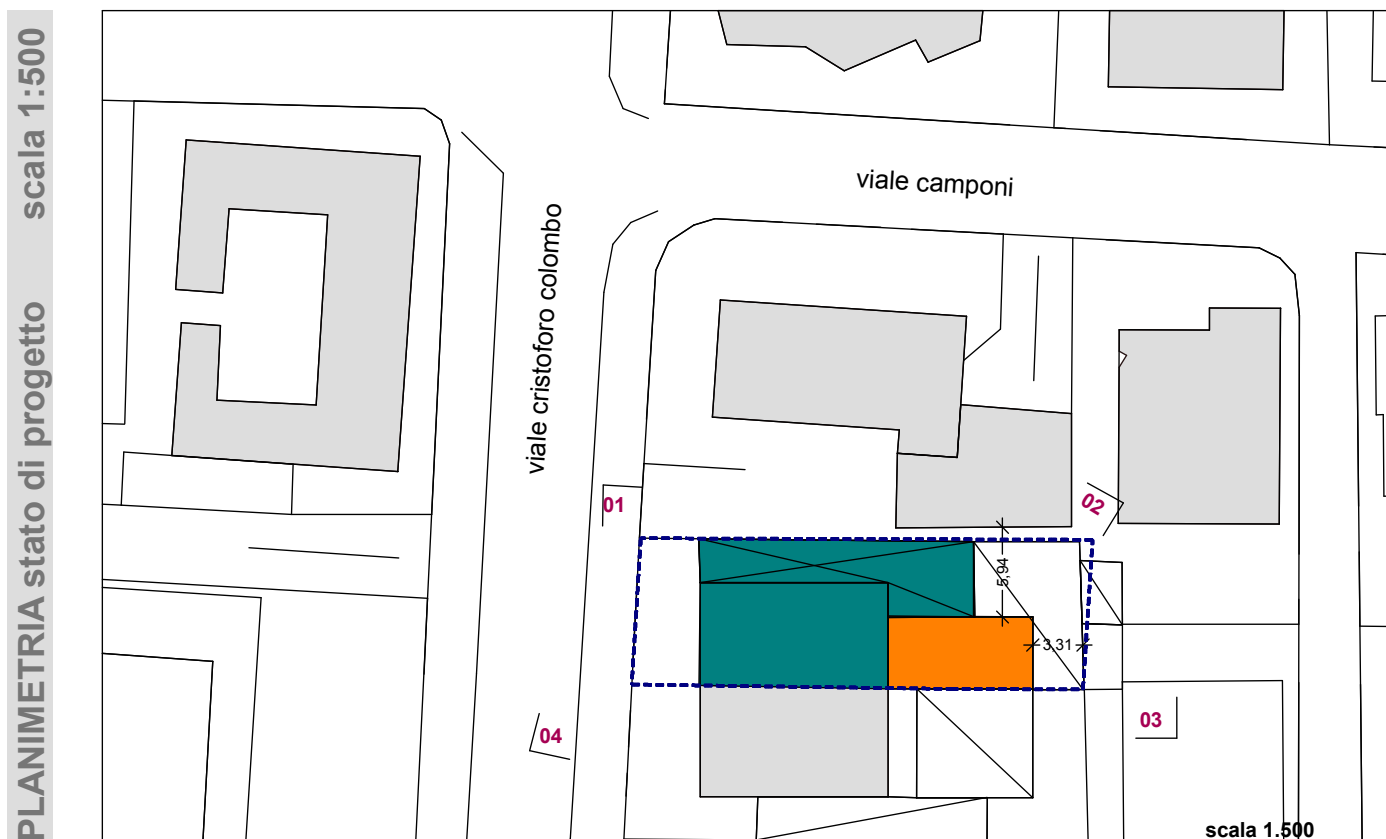 PLANIMETRIA stato di progetto scala 1:500
viale camponi
viale cristoforo colombo
01
02
5,94
3,31
03
04
scala 1.500